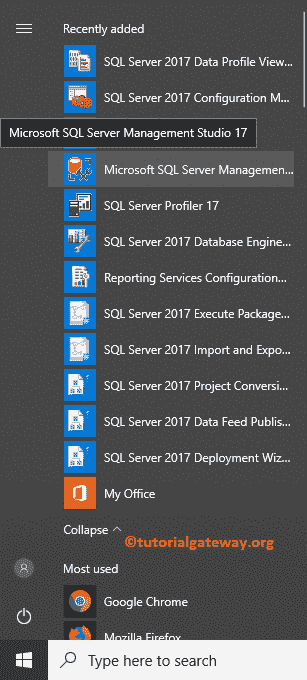 Recently added
SQL Server 2017 Data Profile View...
SQL Server 2017 Configuration M...
Microsoft SQL Server Management Studio 17
Microsoft SQL Server Managemen...
SQL Server Profiler 17
SQL Server 2017 Database Engine...
Reporting Services Configuration...
SQL Server 2017 Execute Package...
SQL Server 2017 Import and Expo...
SQL Server 2017 Project Conversi...
SQL Server 2017 Data Feed Publis...
SQL Server 2017 Deployment Wiz...
My Office
Collapse
©tutorialgateway.org
Most used
Google Chrome
Mozilla Firefox
Type here to search